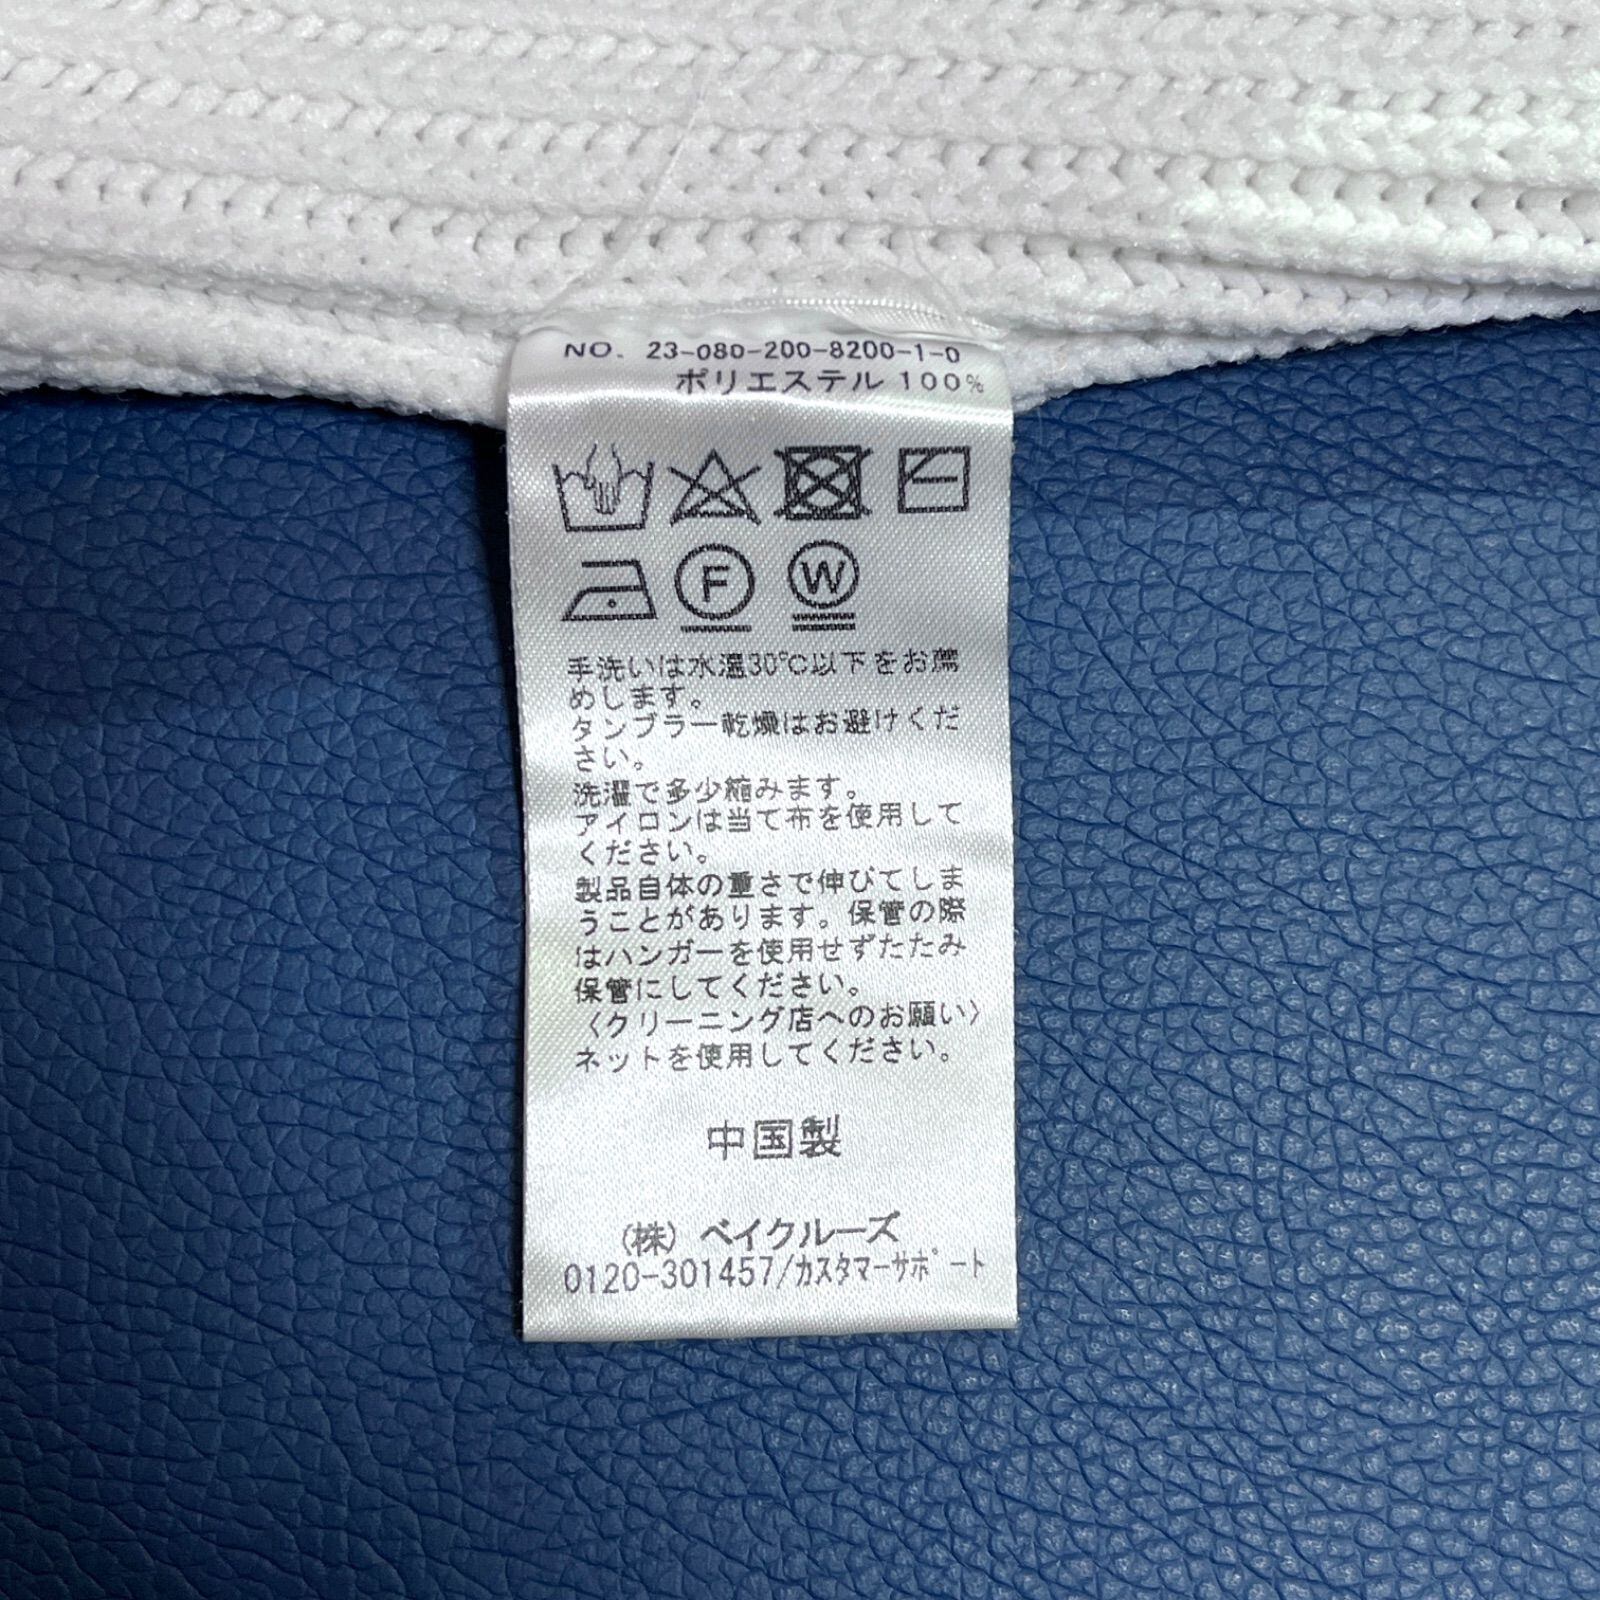 NO. 23-080-200-8200-1-0
ポリエステル 100%
F W
手洗いは水温30℃以下をお薦
めします。
タンブラー乾燥はお避けくだ
さい。
洗濯で多少縮みます。
アイロンは当て布を使用して
ください。
製品自体の重さで伸びてしま
うことがあります。保管の際
はハンガーを使用せずたたみ
保管にしてください。
〈クリーニング店へのお願い〉
ネットを使用してください。
中国製
(株) ベイクルーズ
0120-301457/カスタマーサポート